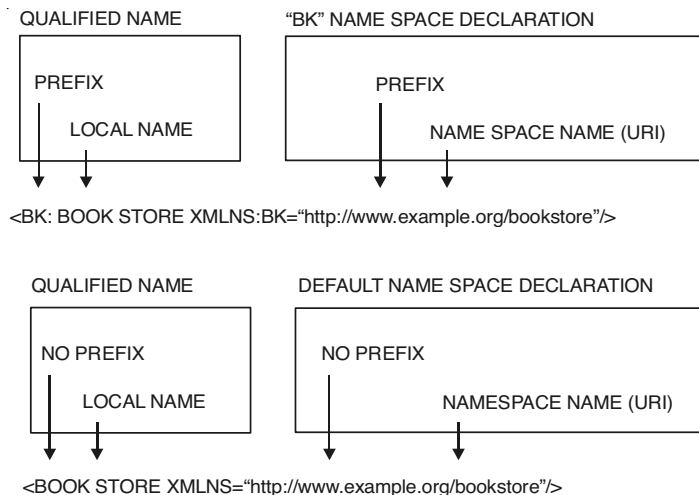 QUALIFIED NAME
“BK” NAME SPACE DECLARATION
PREFIX
PREFIX
LOCAL NAME
NAME SPACE NAME (URI)
<BK: BOOK STORE XMLNS:BK=“http://www.example.org/bookstore”/>
QUALIFIED NAME
DEFAULT NAME SPACE DECLARATION
NO PREFIX
NO PREFIX
LOCAL NAME
NAMESPACE NAME (URI)
<BOOK STORE XMLNS=“http://www.example.org/bookstore”/>